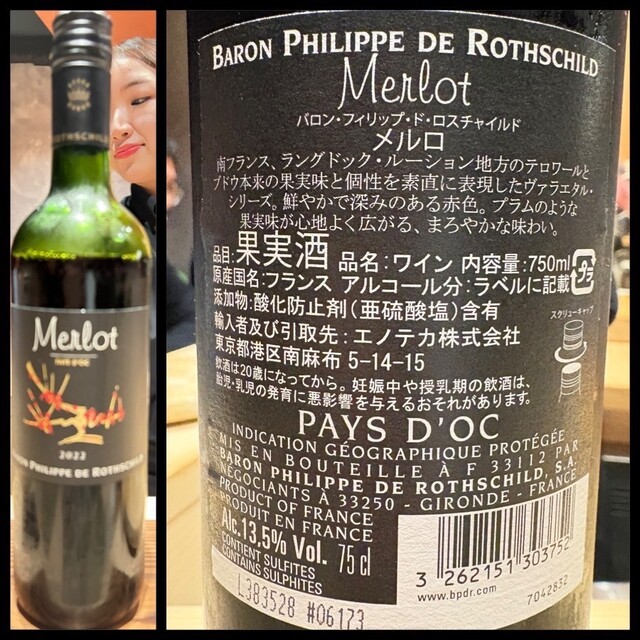 ROTHSCHILD
Merlot
PAYS D'OC
2022
BARON PHILIPPE DE ROTHSCHILD
BARON PHILIPPE DE ROTHSCHILD
Merlot
バロン・フィリップ・ド・ロスチャイルド
メルロ
南フランス、ラングドック・ルーション地方のテロワールと
ブドウ本来の果実味と個性を素直に表現したヴァラエタル・
シリーズ。鮮やかで深みのある赤色。プラムのような
果実味が心地よく広がる、まろやかな味わい。
品目:果実酒 品名:ワイン 内容量:750ml
原産国名:フランス アルコール分:ラベルに記載
添加物:酸化防止剤(亜硫酸塩)含有
輸入者及び引取先:エノテカ株式会社
東京都港区南麻布 5-14-15
プラ
スクリューキャップ
飲酒は20歳になってから。妊娠中や授乳期の飲酒は、
胎児・乳児の発育に悪影響を与えるおそれがあります。
PAYS D'OC
INDICATION GÉOGRAPHIQUE PROTÉGÉE
MIS EN BOUTEILLE À F 33112 PAR
BARON PHILIPPE DE ROTHSCHILD, S.A.
NÉGOCIANTS À 33250 - GIRONDE - FRANCE
PRODUCT OF FRANCE
PRODUIT EN FRANCE
Alc.13.5% Vol. 75 cl
CONTIENT SULFITES
CONTAINS SULPHITES
L383528 #06173
3 262151 303752
www.bpdr.com
7042832